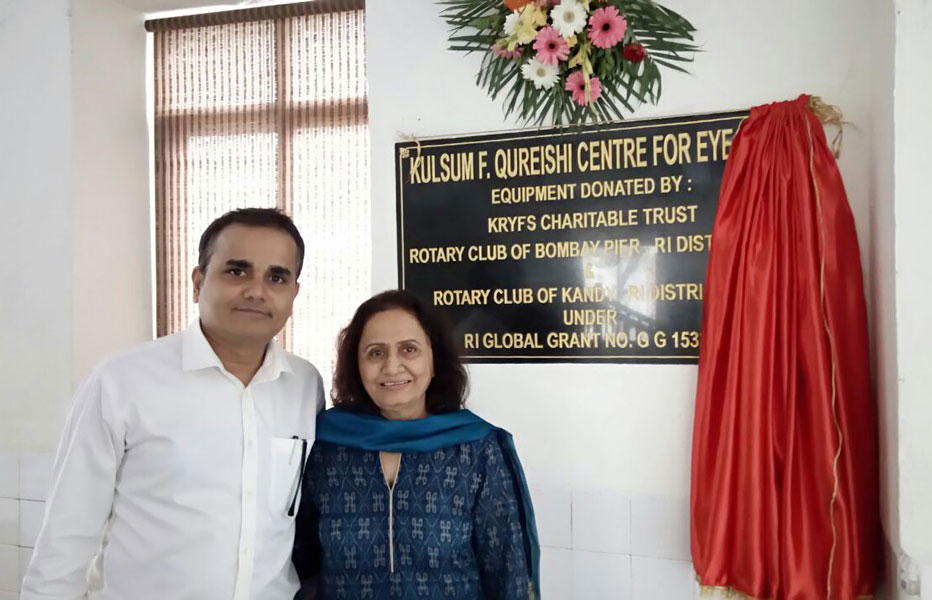 KULSUM F. QUREISHI CENTRE FOR EYE
EQUIPMENT DONATED BY :
KRYFS CHARITABLE TRUST
ROTARY CLUB OF BOMBAY PIER RI DIST
&
ROTARY CLUB OF KANDY RI DISTRI
UNDER
RI GLOBAL GRANT NO. G G 153